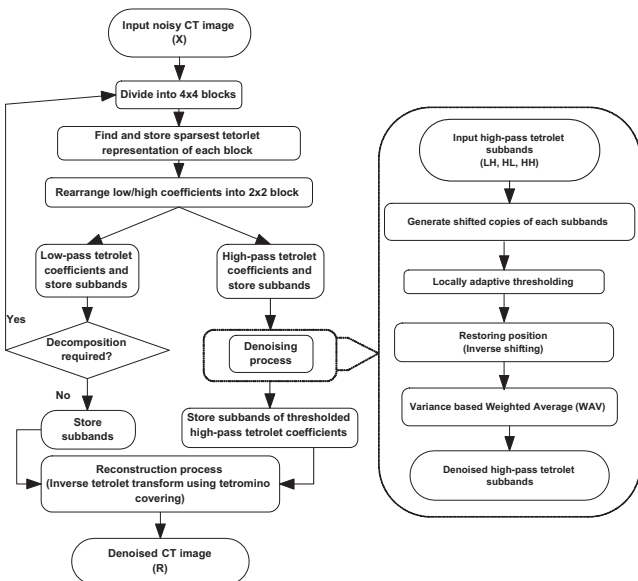 Input noisy CT image
(X)
Divide into 4x4 blocks
Find and store sparsest tetorlet
representation of each block
Rearrange low/high coefficients into 2x2 block
Low-pass tetrolet
coefficients and
store subbands
High-pass tetrolet
coefficients and
store subbands
Yes
Decomposition
required?
Denoising
process
No
Store
subbands
Store subbands of thresholded
high-pass tetrolet coefficients
Reconstruction process
(Inverse tetrolet transform using tetromino
covering)
Denoised CT image
(R)
Input high-pass tetrolet
subbands
(LH, HL, HH)
Generate shifted copies of each subbands
Locally adaptive thresholding
Restoring position
(Inverse shifting)
Variance based Weighted Average (WAV)
Denoised high-pass tetrolet
subbands